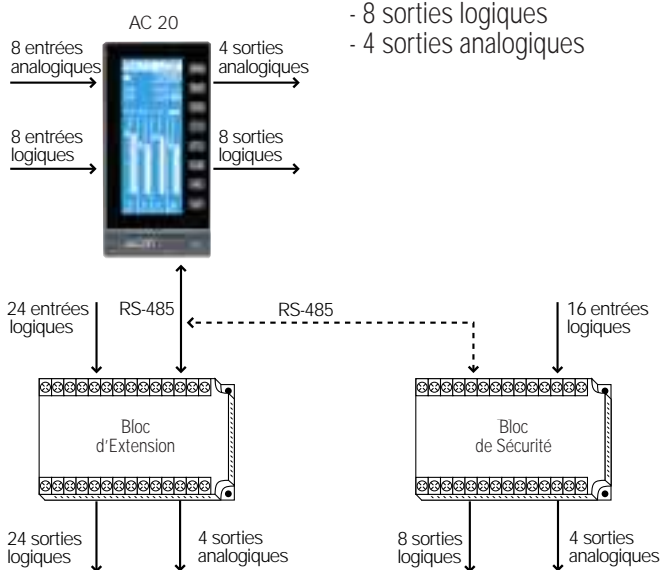 - 8 sorties logiques
- 4 sorties analogiques
AC 20
8 entrées
analogiques
4 sorties
analogiques
8 entrées
logiques
8 sorties
logiques
24 entrées
logiques
RS-485
RS-485
16 entrées
logiques
Bloc
d'Extension
Bloc
de Sécurité
24 sorties
logiques
4 sorties
analogiques
8 sorties
logiques
4 sorties
analogiques